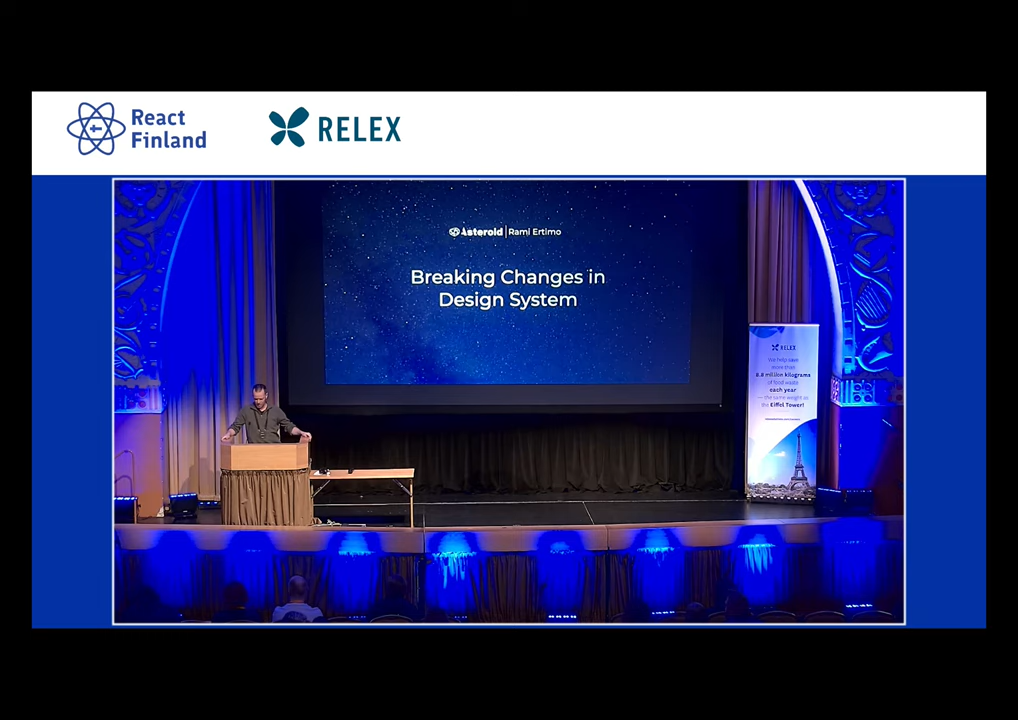 React
Finland
RELEX
Asteroid | Rami Ertimo
Breaking Changes in
Design System
RELEX
We help save
more than
8.8 million kilograms
of food waste
each year
— the same weight as
the Eiffel Tower!